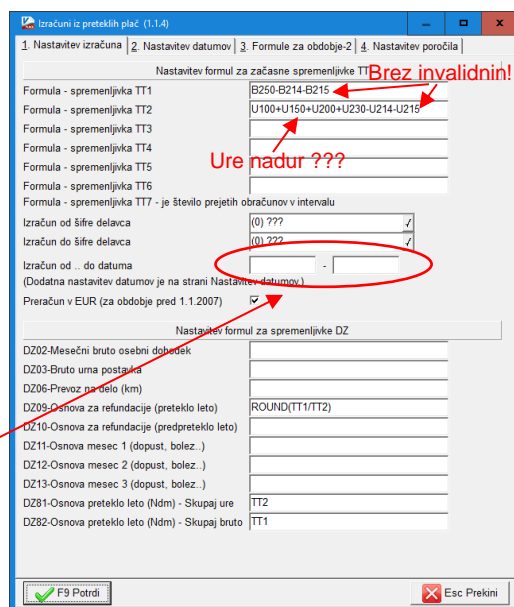 Izračuni iz preteklih plač (1.1.4)
1. Nastavitev izračuna 2. Nastavitev datumov 3. Formule za obdobje-2 4. Nastavitev poročila
Nastavitev formul za začasne spremenljivke TT
Brez invalidnin!
Formula - spremenljivka TT1 B250-B214-B215
Formula - spremenljivka TT2 U100+U150+U200+U230-U214-U215
Formula - spremenljivka TT3
Formula - spremenljivka TT4
Formula - spremenljivka TT5
Ure nadur ???
Formula - spremenljivka TT6
Formula - spremenljivka TT7 - je število prejetih obračunov v intervalu
Izračun od šifre delavca (0) ???
Izračun do šifre delavca (0) ???
Izračun od .. do datuma -
(Dodatna nastavitev datumov je na strani Nastavitev datumov.)
Preračun v EUR (za obdobje pred 1.1.2007)
Nastavitev formul za spremenljivke DZ
DZ02-Mesečni bruto osebni dohodek
DZ03-Bruto urna postavka
DZ06-Prevoz na delo (km)
DZ09-Osnova za refundacije (preteklo leto) ROUND(TT1/TT2)
DZ10-Osnova za refundacije (predpreteklo leto)
DZ11-Osnova mesec 1 (dopust, bolez..)
DZ12-Osnova mesec 2 (dopust, bolez..)
DZ13-Osnova mesec 3 (dopust, bolez..)
DZ81-Osnova preteklo leto (Ndm) - Skupaj ure TT2
DZ82-Osnova preteklo leto (Ndm) - Skupaj bruto TT1
F9 Potrdi Esc Prekini